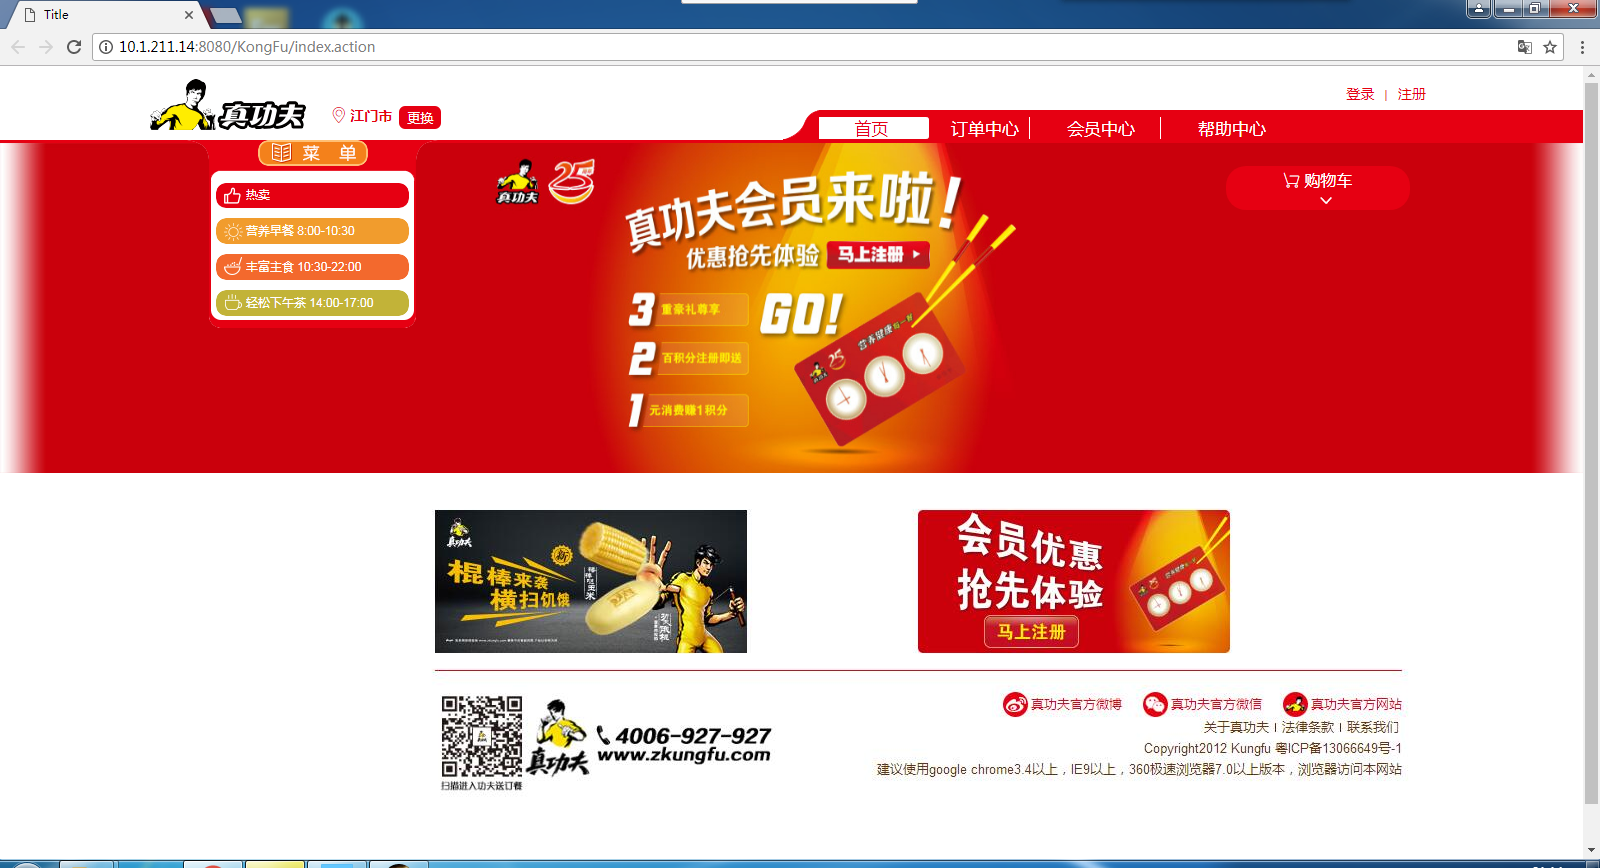 Title
10.1.211.14:8080/KongFu/index.action
登录 | 注册
真功夫 江门市 更换
首页 订单中心 会员中心 帮助中心
菜 单
热卖
营养早餐 8:00-10:30
丰富主食 10:30-22:00
轻松下午茶 14:00-17:00
真功夫 25
真功夫会员来啦！
优惠抢先体验 马上注册
3 重豪礼尊享 GO!
2 百积分注册即送
1 元消费赚1积分
营养健康
25
购物车
真功夫
新
棍棒来袭
横扫饥饿
会员优惠
抢先体验
马上注册
真功夫官方微博 真功夫官方微信 真功夫官方网站
关于真功夫 I 法律条款 I 联系我们
Copyright2012 Kungfu 粤ICP备13066649号-1
建议使用google chrome3.4以上，IE9以上，360极速浏览器7.0以上版本，浏览器访问本网站
真功夫
4006-927-927
www.zkungfu.com
扫描进入功夫送订餐